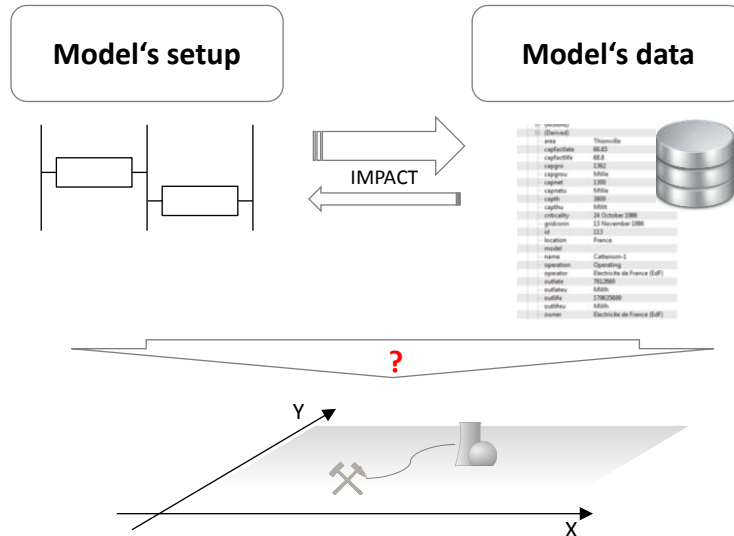 Model‘s setup
Model‘s data
IMPACT
(Derived)
area Thionville
capfactlate 66.85
capfactlife 68.8
capgro 1362
capgrou MWe
capnet 1300
capnetu MWe
capth 3800
capthu MWt
criticality 24 October 1986
gridconn 13 November 1986
id 113
location France
model
name Cattenom-1
operation Operating
operator Electricite de France (EdF)
outlate 7612660
outlateu MWh
outlife
outlifeu MWh
owner Electricite de France (EdF)
?
Y
X